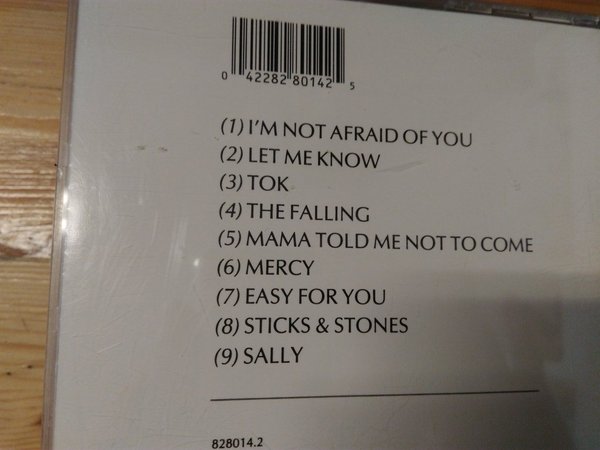 0 42282 80142 5
(1) I'M NOT AFRAID OF YOU
(2) LET ME KNOW
(3) TOK
(4) THE FALLING
(5) MAMA TOLD ME NOT TO COME
(6) MERCY
(7) EASY FOR YOU
(8) STICKS & STONES
(9) SALLY
828014.2